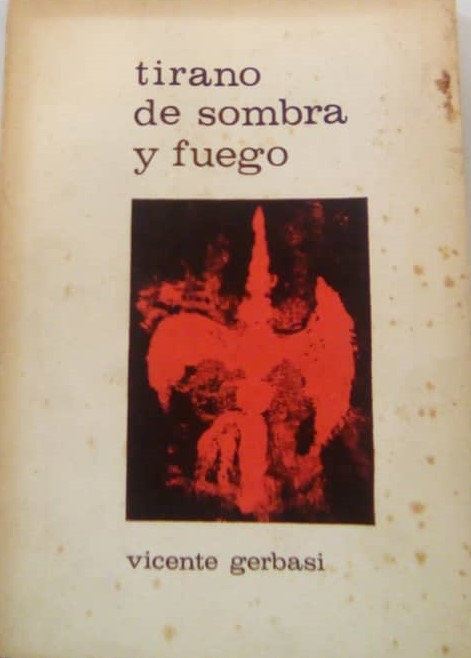 tirano
de sombra
y fuego
vicente gerbasi